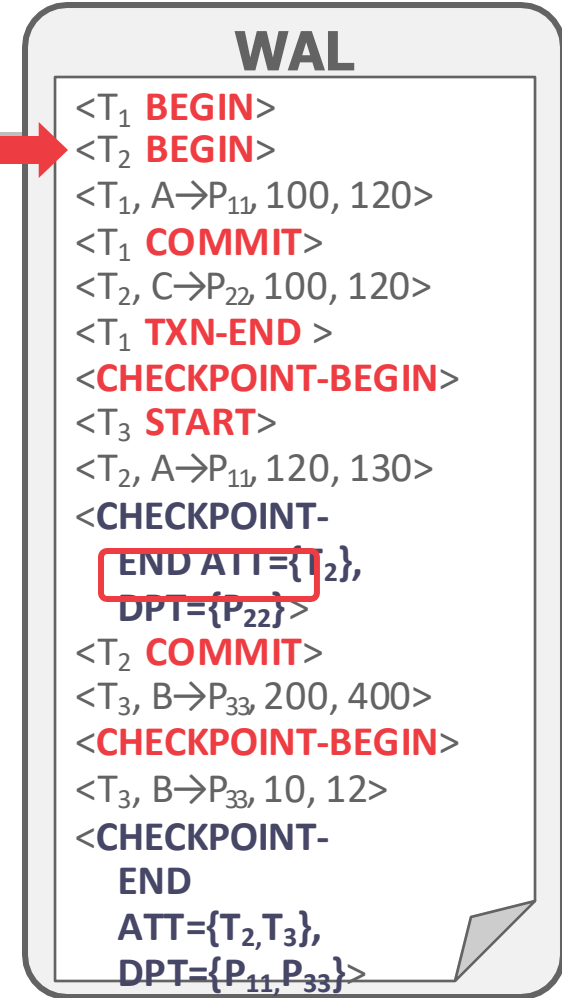 WAL
<T₁ BEGIN>
<T₂ BEGIN>
<T₁, A→P₁₁, 100, 120>
<T₁ COMMIT>
<T₂, C→P₂₂, 100, 120>
<T₁ TXN-END >
<CHECKPOINT-BEGIN>
<T₃ START>
<T₂, A→P₁₁, 120, 130>
<CHECKPOINT-
END ATT={T₂},
DPT={P₂₂}>
<T₂ COMMIT>
<T₃, B→P₃₃, 200, 400>
<CHECKPOINT-BEGIN>
<T₃, B→P₃₃, 10, 12>
<CHECKPOINT-
END
ATT={T₂,T₃},
DPT={P₁₁,P₃₃}>